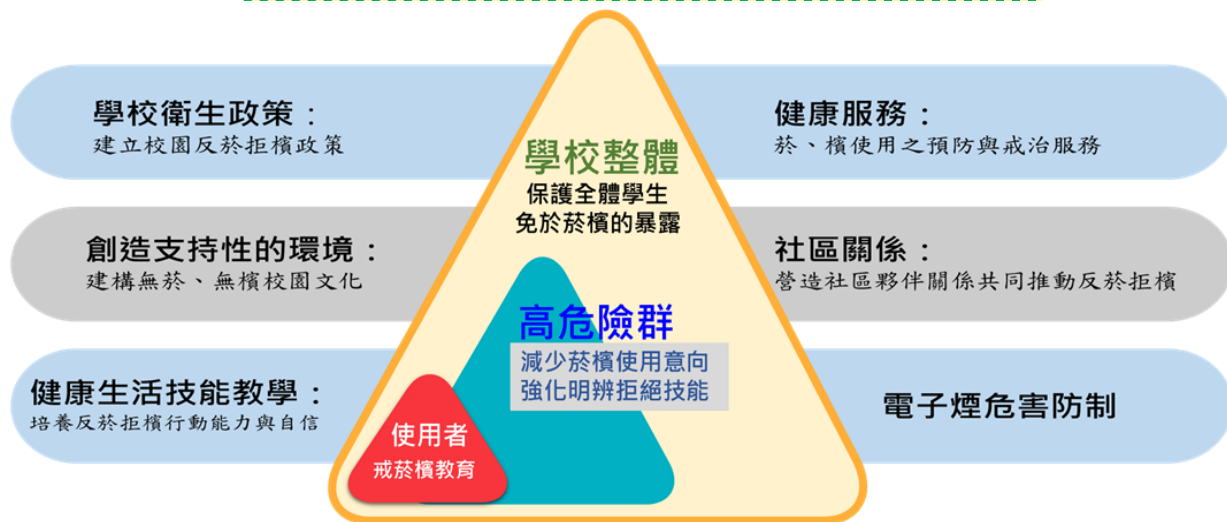 學校衛生政策：
建立校園反菸拒檳政策
健康服務：
菸、檳使用之預防與戒治服務
學校整體
保護全體學生
免於菸檳的暴露
創造支持性的環境：
建構無菸、無檳校園文化
社區關係：
營造社區夥伴關係共同推動反菸拒檳
高危險群
減少菸檳使用意向
強化明辨拒絕技能
健康生活技能教學：
培養反菸拒檳行動能力與自信
使用者
戒菸檳教育
電子煙危害防制